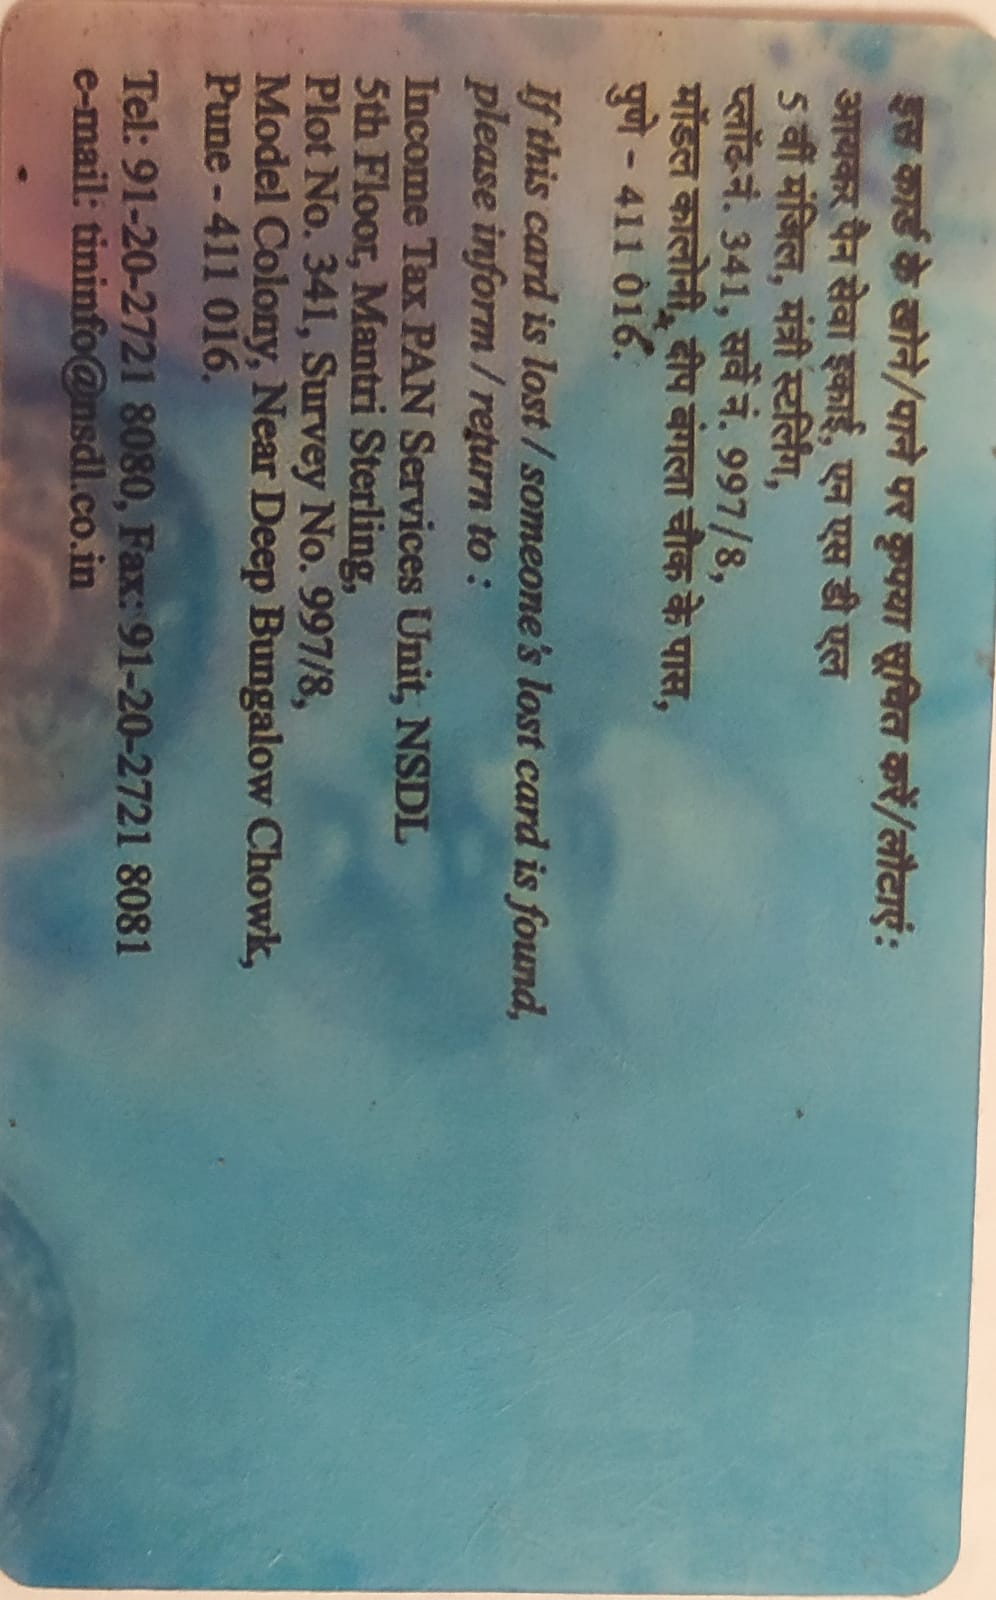 इस कार्ड के खोने/पाने पर कृपया सूचित करें/लौटाएं:
आयकर पैन सेवा इकाई, एन एस डी एल
5 वी मंजिल, मंत्री स्टर्लिंग,
प्लॉट नं. 341, सर्वे नं. 997/8,
मॉडल कालोनी, दीप बंगला चौक के पास,
पुणे - 411 016.
If this card is lost / someone's lost card is found,
please inform / return to :
Income Tax PAN Services Unit, NSDL
5th Floor, Mantri Sterling,
Plot No. 341, Survey No. 997/8,
Model Colony, Near Deep Bungalow Chowk,
Pune - 411 016.
Tel: 91-20-2721 8080, Fax: 91-20-2721 8081
e-mail: tininfo@nsdl.co.in